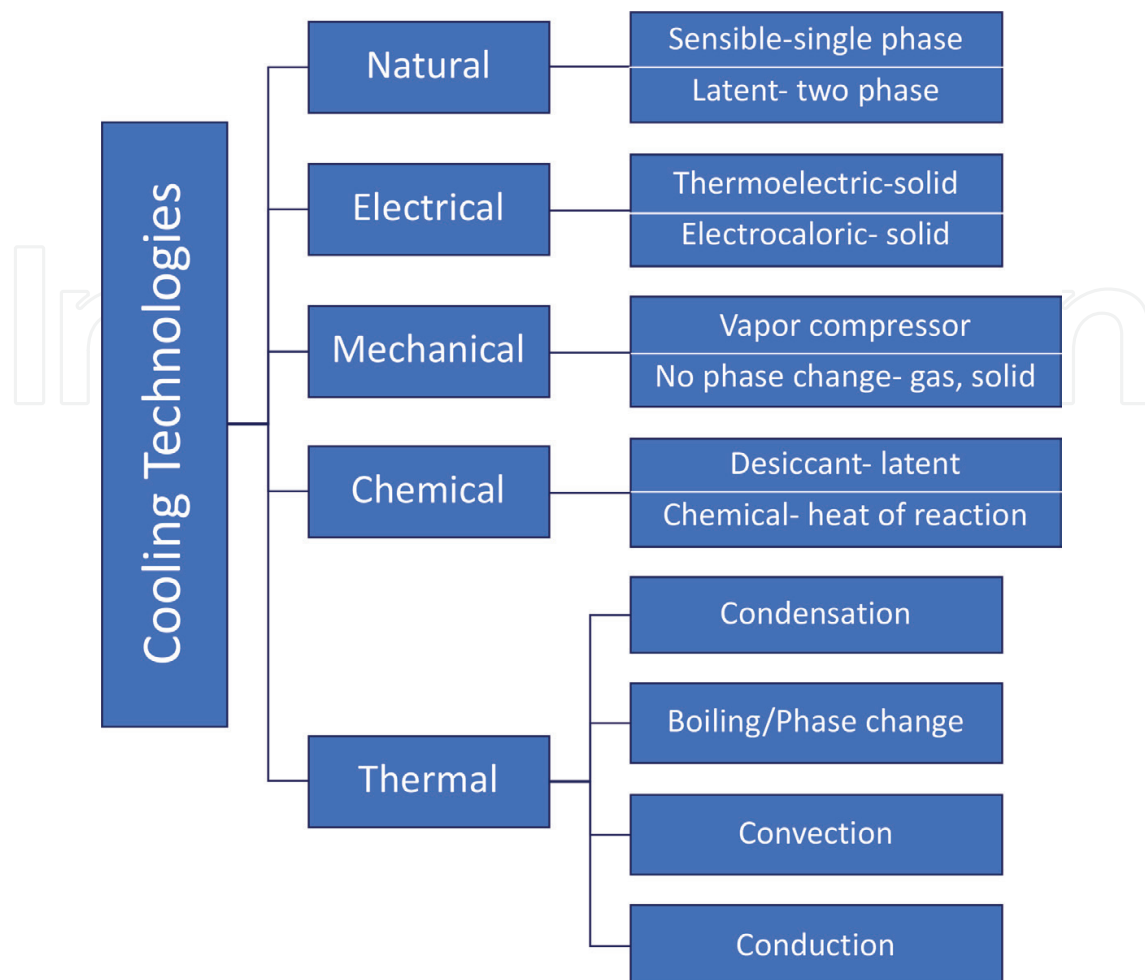 Cooling Technologies
Natural
Sensible-single phase
Latent- two phase
Electrical
Thermoelectric-solid
Electrocaloric- solid
Mechanical
Vapor compressor
No phase change- gas, solid
Chemical
Desiccant- latent
Chemical- heat of reaction
Thermal
Condensation
Boiling/Phase change
Convection
Conduction